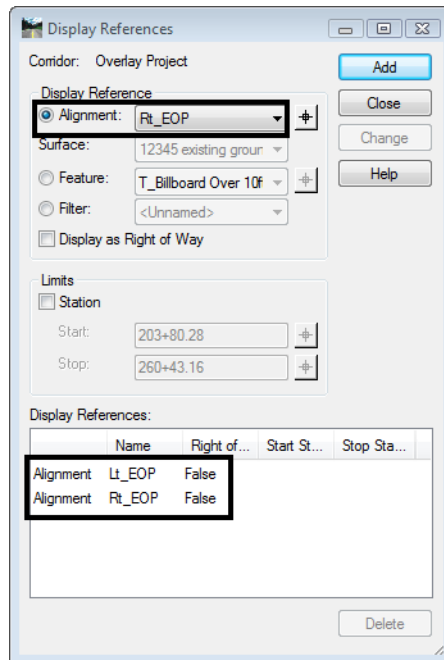 Display References
Corridor: Overlay Project
Add
Display Reference
Alignment: Rt_EOP
Close
Surface: 12345 existing groun
Change
Feature: T_Billboard Over 10f
Help
Filter: <Unnamed>
Display as Right of Way
Limits
Station
Start: 203+80.28
Stop: 260+43.16
Display References:
Name Right of... Start St... Stop Sta...
Alignment Lt_EOP False
Alignment Rt_EOP False
Delete